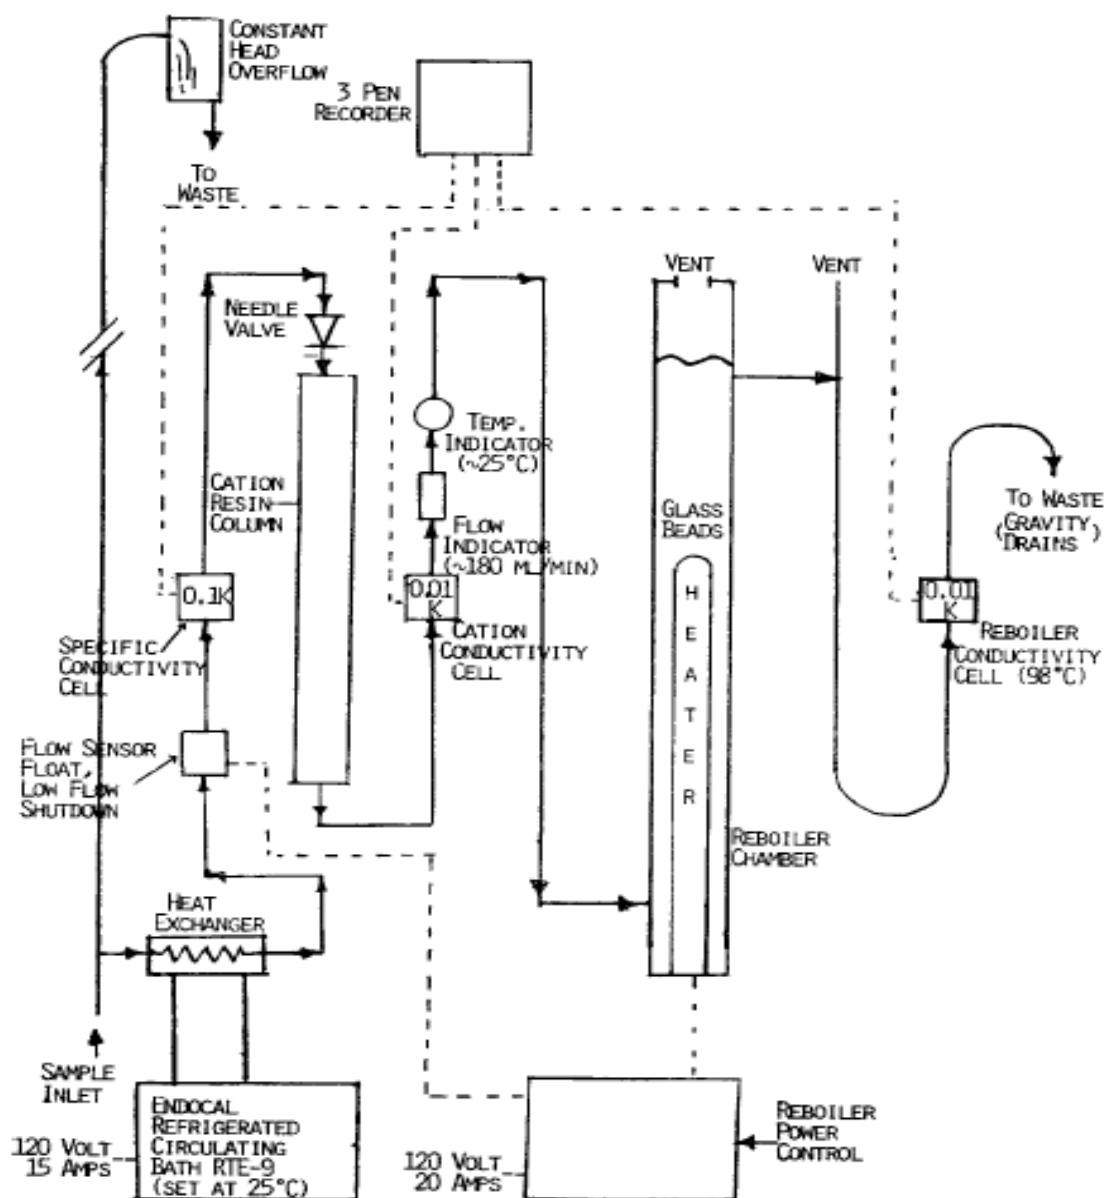 CONSTANT
HEAD
OVERFLOW
3 PEN
RECORDER
TO
WASTE
VENT
VENT
NEEDLE
VALVE
TEMP.
INDICATOR
(~25°C)
CATION
RESIN
COLUMN
GLASS
BEADS
TO WASTE
(GRAVITY)
DRAINS
FLOW
INDICATOR
(~180 ML/MIN)
0.1K
0.01
K
HEATER
0.01
K
SPECIFIC
CONDUCTIVITY
CELL
CATION
CONDUCTIVITY
CELL
REBOILER
CONDUCTIVITY
CELL (98°C)
FLOW SENSOR
FLOAT,
LOW FLOW
SHUTDOWN
REBOILER
CHAMBER
HEAT
EXCHANGER
SAMPLE
INLET
ENDOCAL
REFRIGERATED
CIRCULATING
BATH RTE-9
(SET AT 25°C)
120 VOLT
15 AMPS
120 VOLT
20 AMPS
REBOILER
POWER
CONTROL